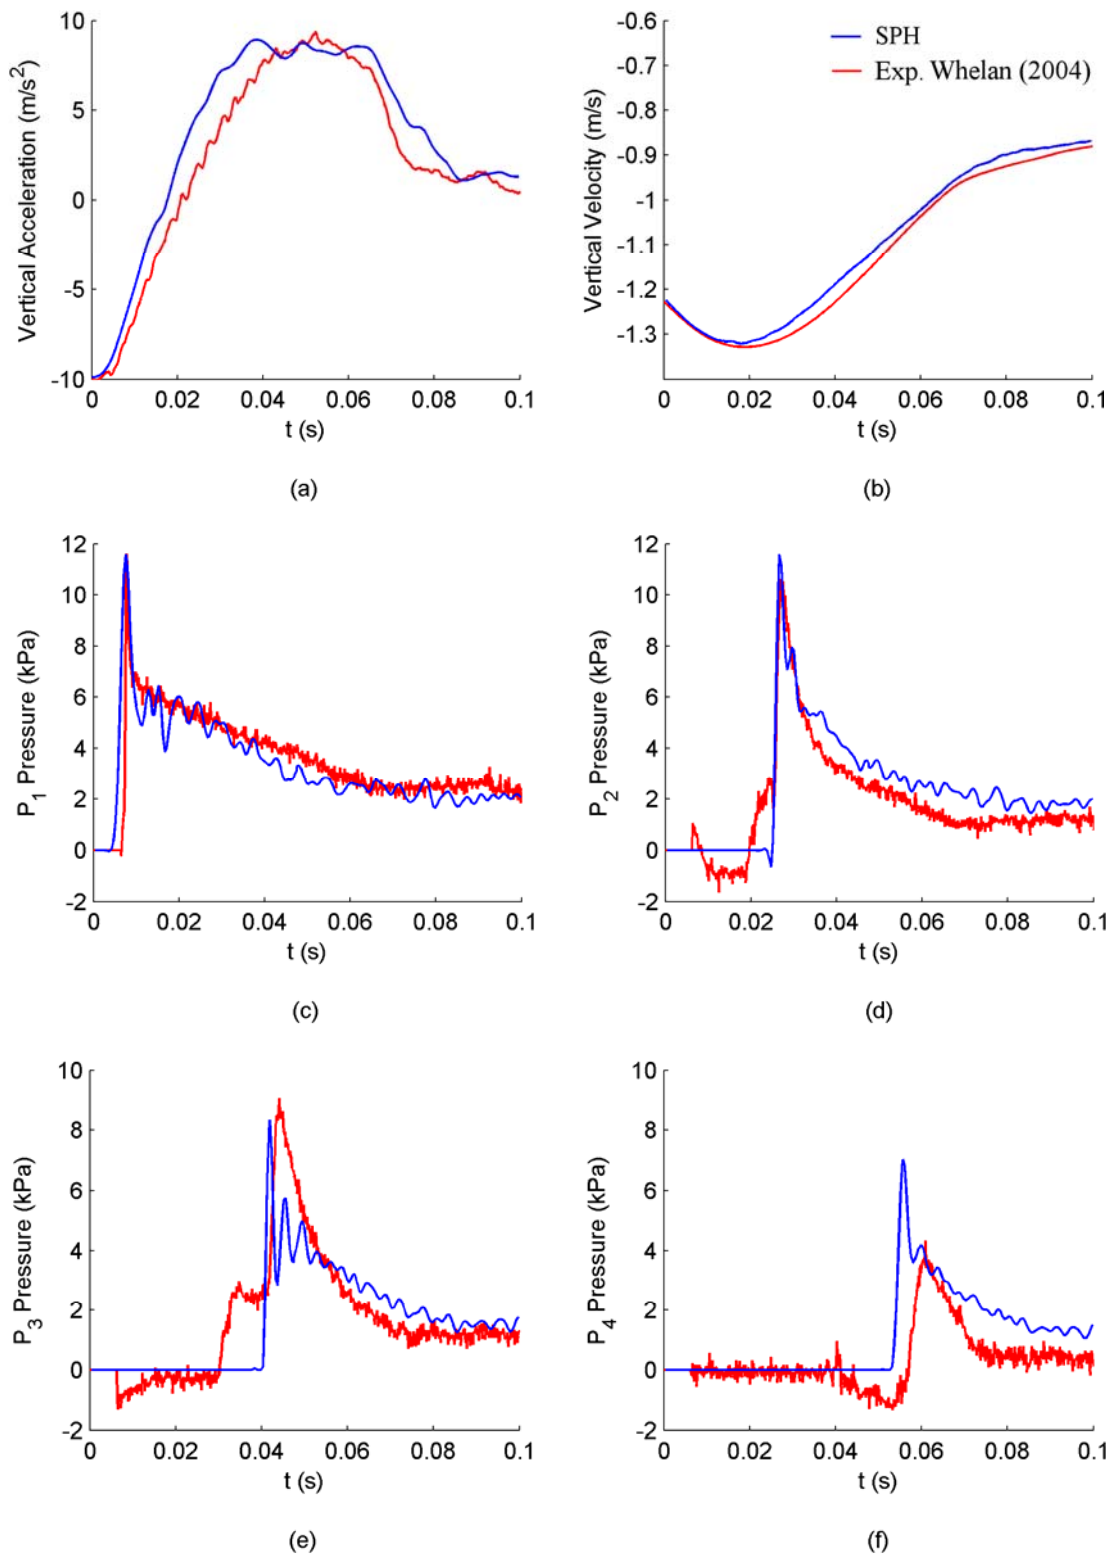 10
5
0
-5
-10
Vertical Acceleration (m/s²)
0 0.02 0.04 0.06 0.08 0.1
t (s)
(a)
-0.6
-0.7
-0.8
-0.9
-1
-1.1
-1.2
-1.3
Vertical Velocity (m/s)
SPH
Exp. Whelan (2004)
0 0.02 0.04 0.06 0.08 0.1
t (s)
(b)
12
10
8
6
4
2
0
-2
P₁ Pressure (kPa)
0 0.02 0.04 0.06 0.08 0.1
t (s)
(c)
12
10
8
6
4
2
0
-2
P₂ Pressure (kPa)
0 0.02 0.04 0.06 0.08 0.1
t (s)
(d)
10
8
6
4
2
0
-2
P₃ Pressure (kPa)
0 0.02 0.04 0.06 0.08 0.1
t (s)
(e)
10
8
6
4
2
0
-2
P₄ Pressure (kPa)
0 0.02 0.04 0.06 0.08 0.1
t (s)
(f)